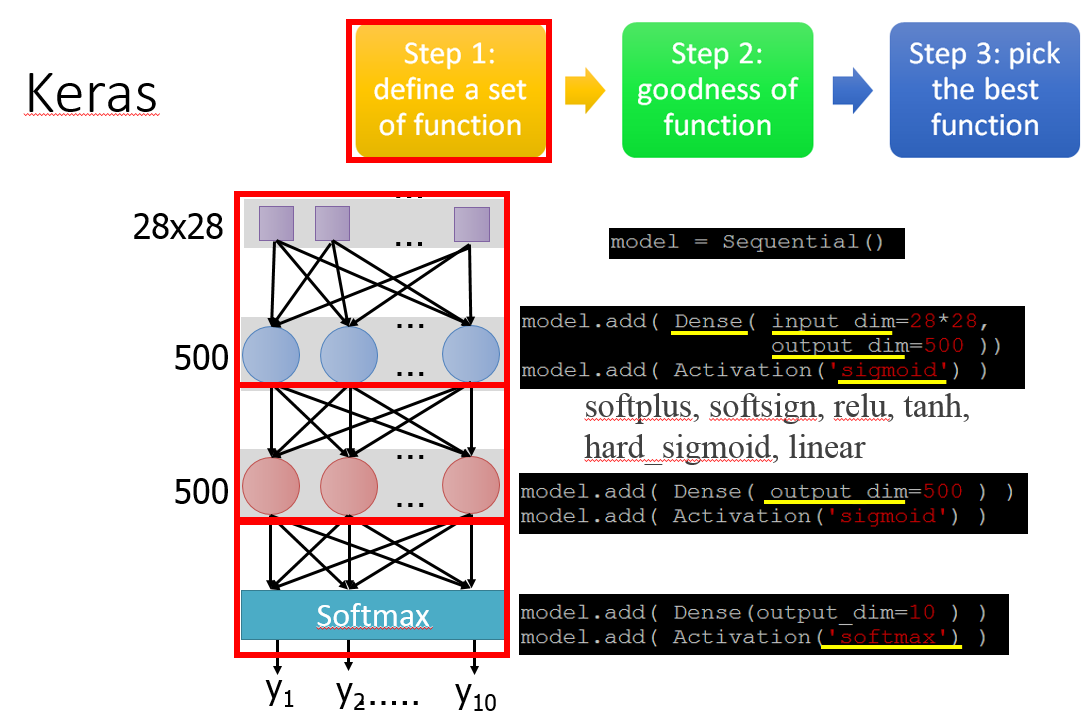 Keras
Step 1:
define a set
of function
Step 2:
goodness of
function
Step 3: pick
the best
function
28x28
...
...
model = Sequential()
500
...
...
model.add( Dense( input_dim=28*28,
output_dim=500 ))
model.add( Activation('sigmoid') )
softplus, softsign, relu, tanh,
hard_sigmoid, linear
500
...
...
model.add( Dense( output_dim=500 ) )
model.add( Activation('sigmoid') )
Softmax
model.add( Dense(output_dim=10 ) )
model.add( Activation('softmax') )
y1 y2...... y10